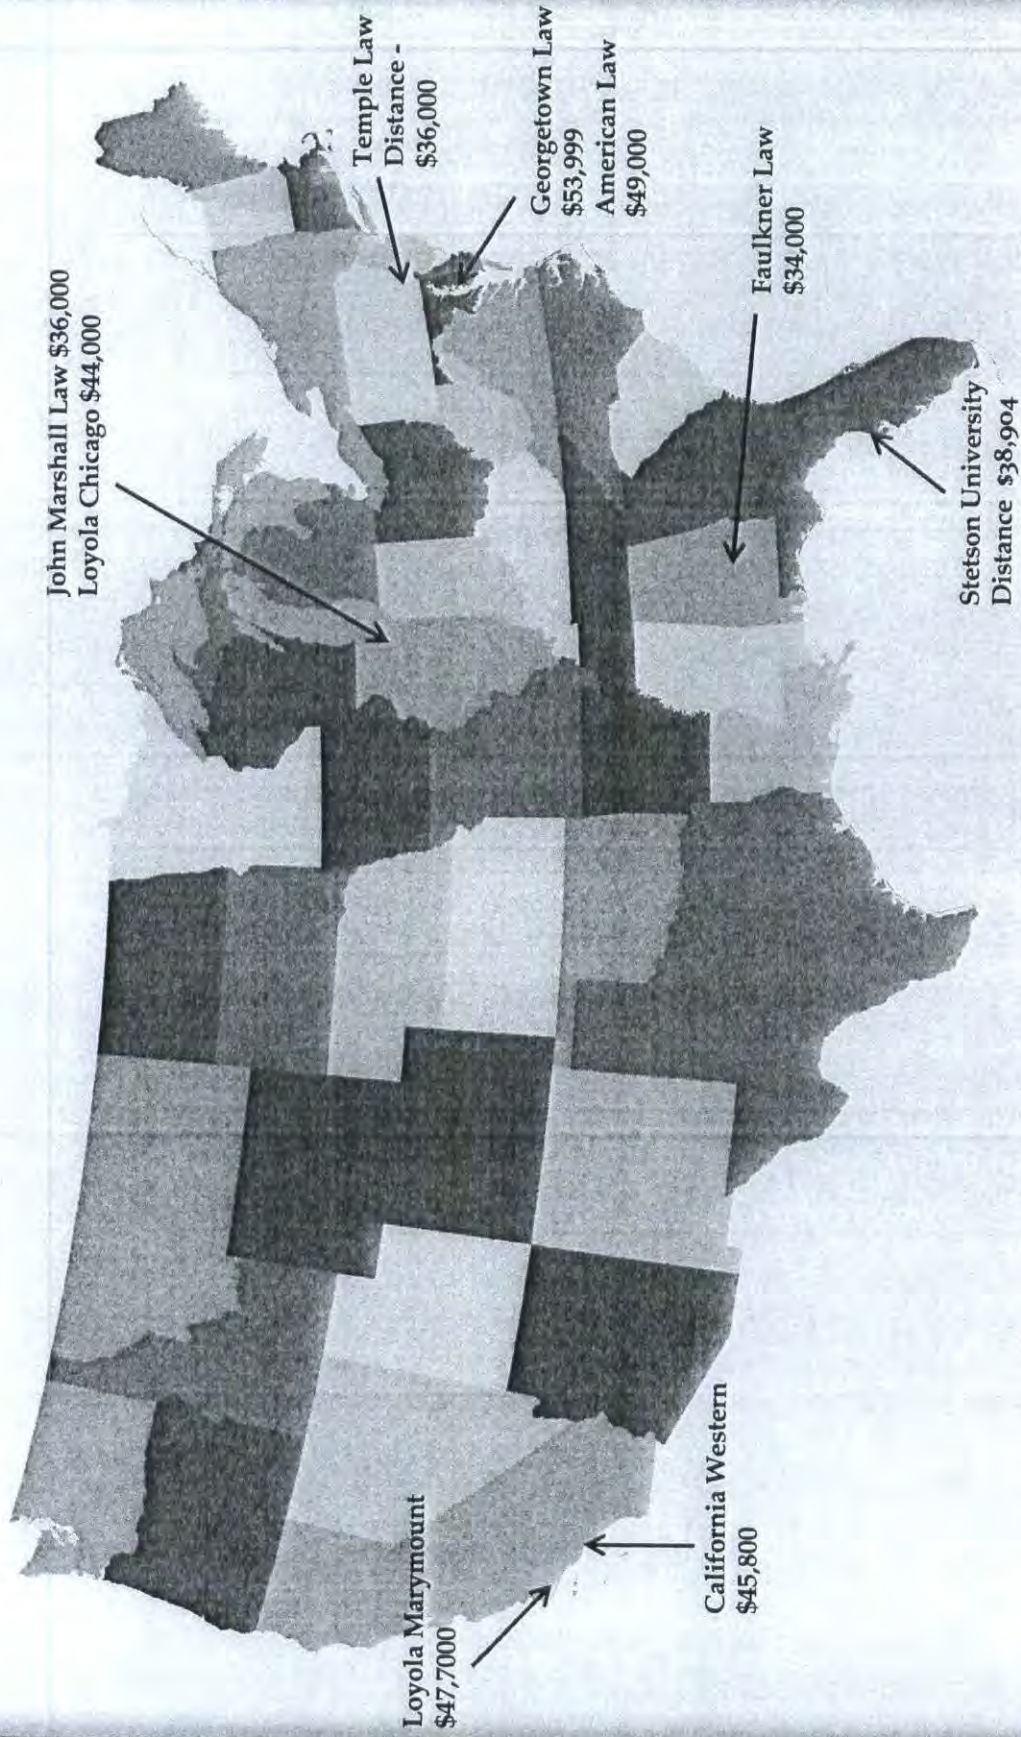 John Marshall Law $36,000
Loyola Chicago $44,000
Temple Law
Distance -
$36,000
Georgetown Law
$53,999
American Law
$49,000
Faulkner Law
$34,000
Stetson University
Distance $38,904
Loyola Marymount
$47,7000
California Western
$45,800